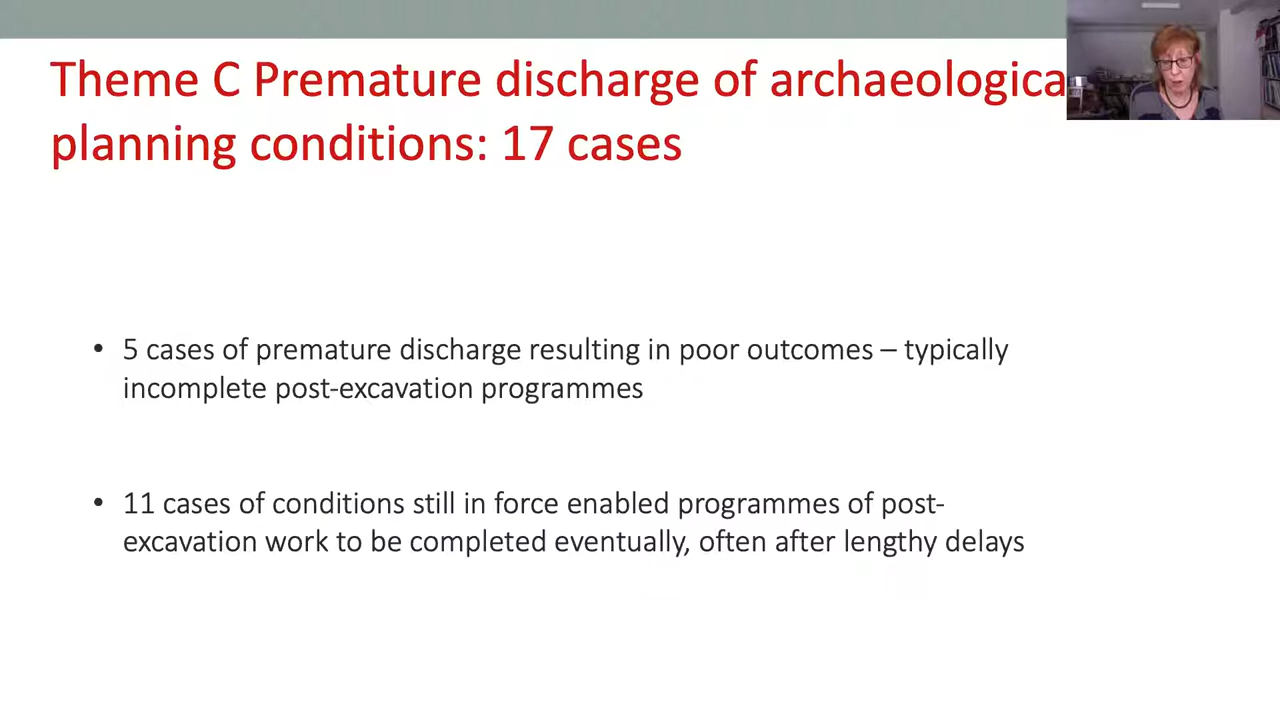 Theme C Premature discharge of archaeologica
planning conditions: 17 cases
• 5 cases of premature discharge resulting in poor outcomes – typically
incomplete post-excavation programmes
• 11 cases of conditions still in force enabled programmes of post-
excavation work to be completed eventually, often after lengthy delays